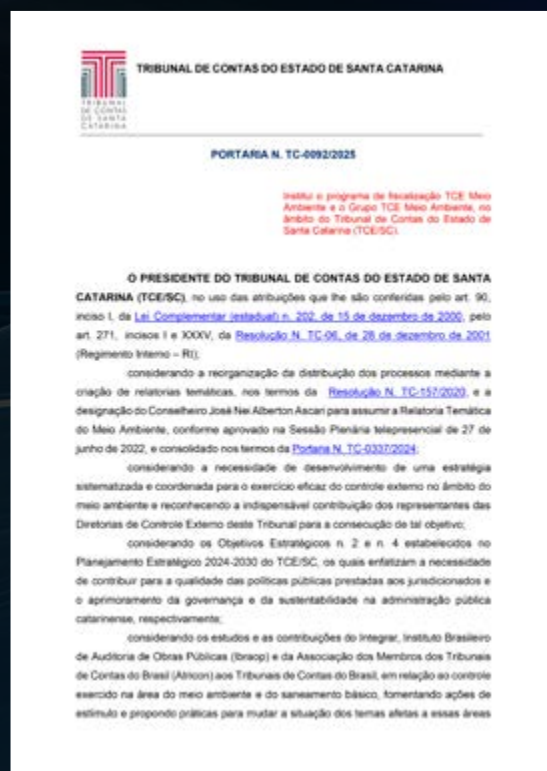 TRIBUNAL DE CONTAS DO ESTADO DE SANTA CATARINA
TRIBUNAL
DE CONTAS
DE SANTA
CATARINA
PORTARIA N. TC-0092/2025
Institui o programa de fiscalização TCE Meio
Ambiente e o Grupo TCE Meio Ambiente, no
âmbito do Tribunal de Contas do Estado de
Santa Catarina (TCE/SC).
O PRESIDENTE DO TRIBUNAL DE CONTAS DO ESTADO DE SANTA
CATARINA (TCE/SC), no uso das atribuições que lhe são conferidas pelo art. 90,
inciso I, da Lei Complementar (estadual) n. 202, de 15 de dezembro de 2000, pelo
art. 271, incisos I e XXXV, da Resolução N. TC-06, de 28 de dezembro de 2001
(Regimento Interno – RI);
considerando a reorganização da distribuição dos processos mediante a
criação de relatorias temáticas, nos termos da Resolução N. TC-157/2020, e a
designação do Conselheiro José Nei Alberton Ascari para assumir a Relatoria Temática
do Meio Ambiente, conforme aprovado na Sessão Plenária telepresencial de 27 de
junho de 2022, e consolidado nos termos da Portaria N. TC-0337/2024;
considerando a necessidade de desenvolvimento de uma estratégia
sistematizada e coordenada para o exercício eficaz do controle externo no âmbito do
meio ambiente e reconhecendo a indispensável contribuição dos representantes das
Diretorias de Controle Externo deste Tribunal para a consecução de tal objetivo;
considerando os Objetivos Estratégicos n. 2 e n. 4 estabelecidos no
Planejamento Estratégico 2024-2030 do TCE/SC, os quais enfatizam a necessidade
de contribuir para a qualidade das políticas públicas prestadas aos jurisdicionados e
o aprimoramento da governança e da sustentabilidade na administração pública
catarinense, respectivamente;
considerando os estudos e as contribuições do Integrar, Instituto Brasileiro
de Auditoria de Obras Públicas (Ibraop) e da Associação dos Membros dos Tribunais
de Contas do Brasil (Atricon) aos Tribunais de Contas do Brasil, em relação ao controle
exercido na área do meio ambiente e do saneamento básico, fomentando ações de
estímulo e propondo práticas para mudar a situação dos temas afetos a essas áreas